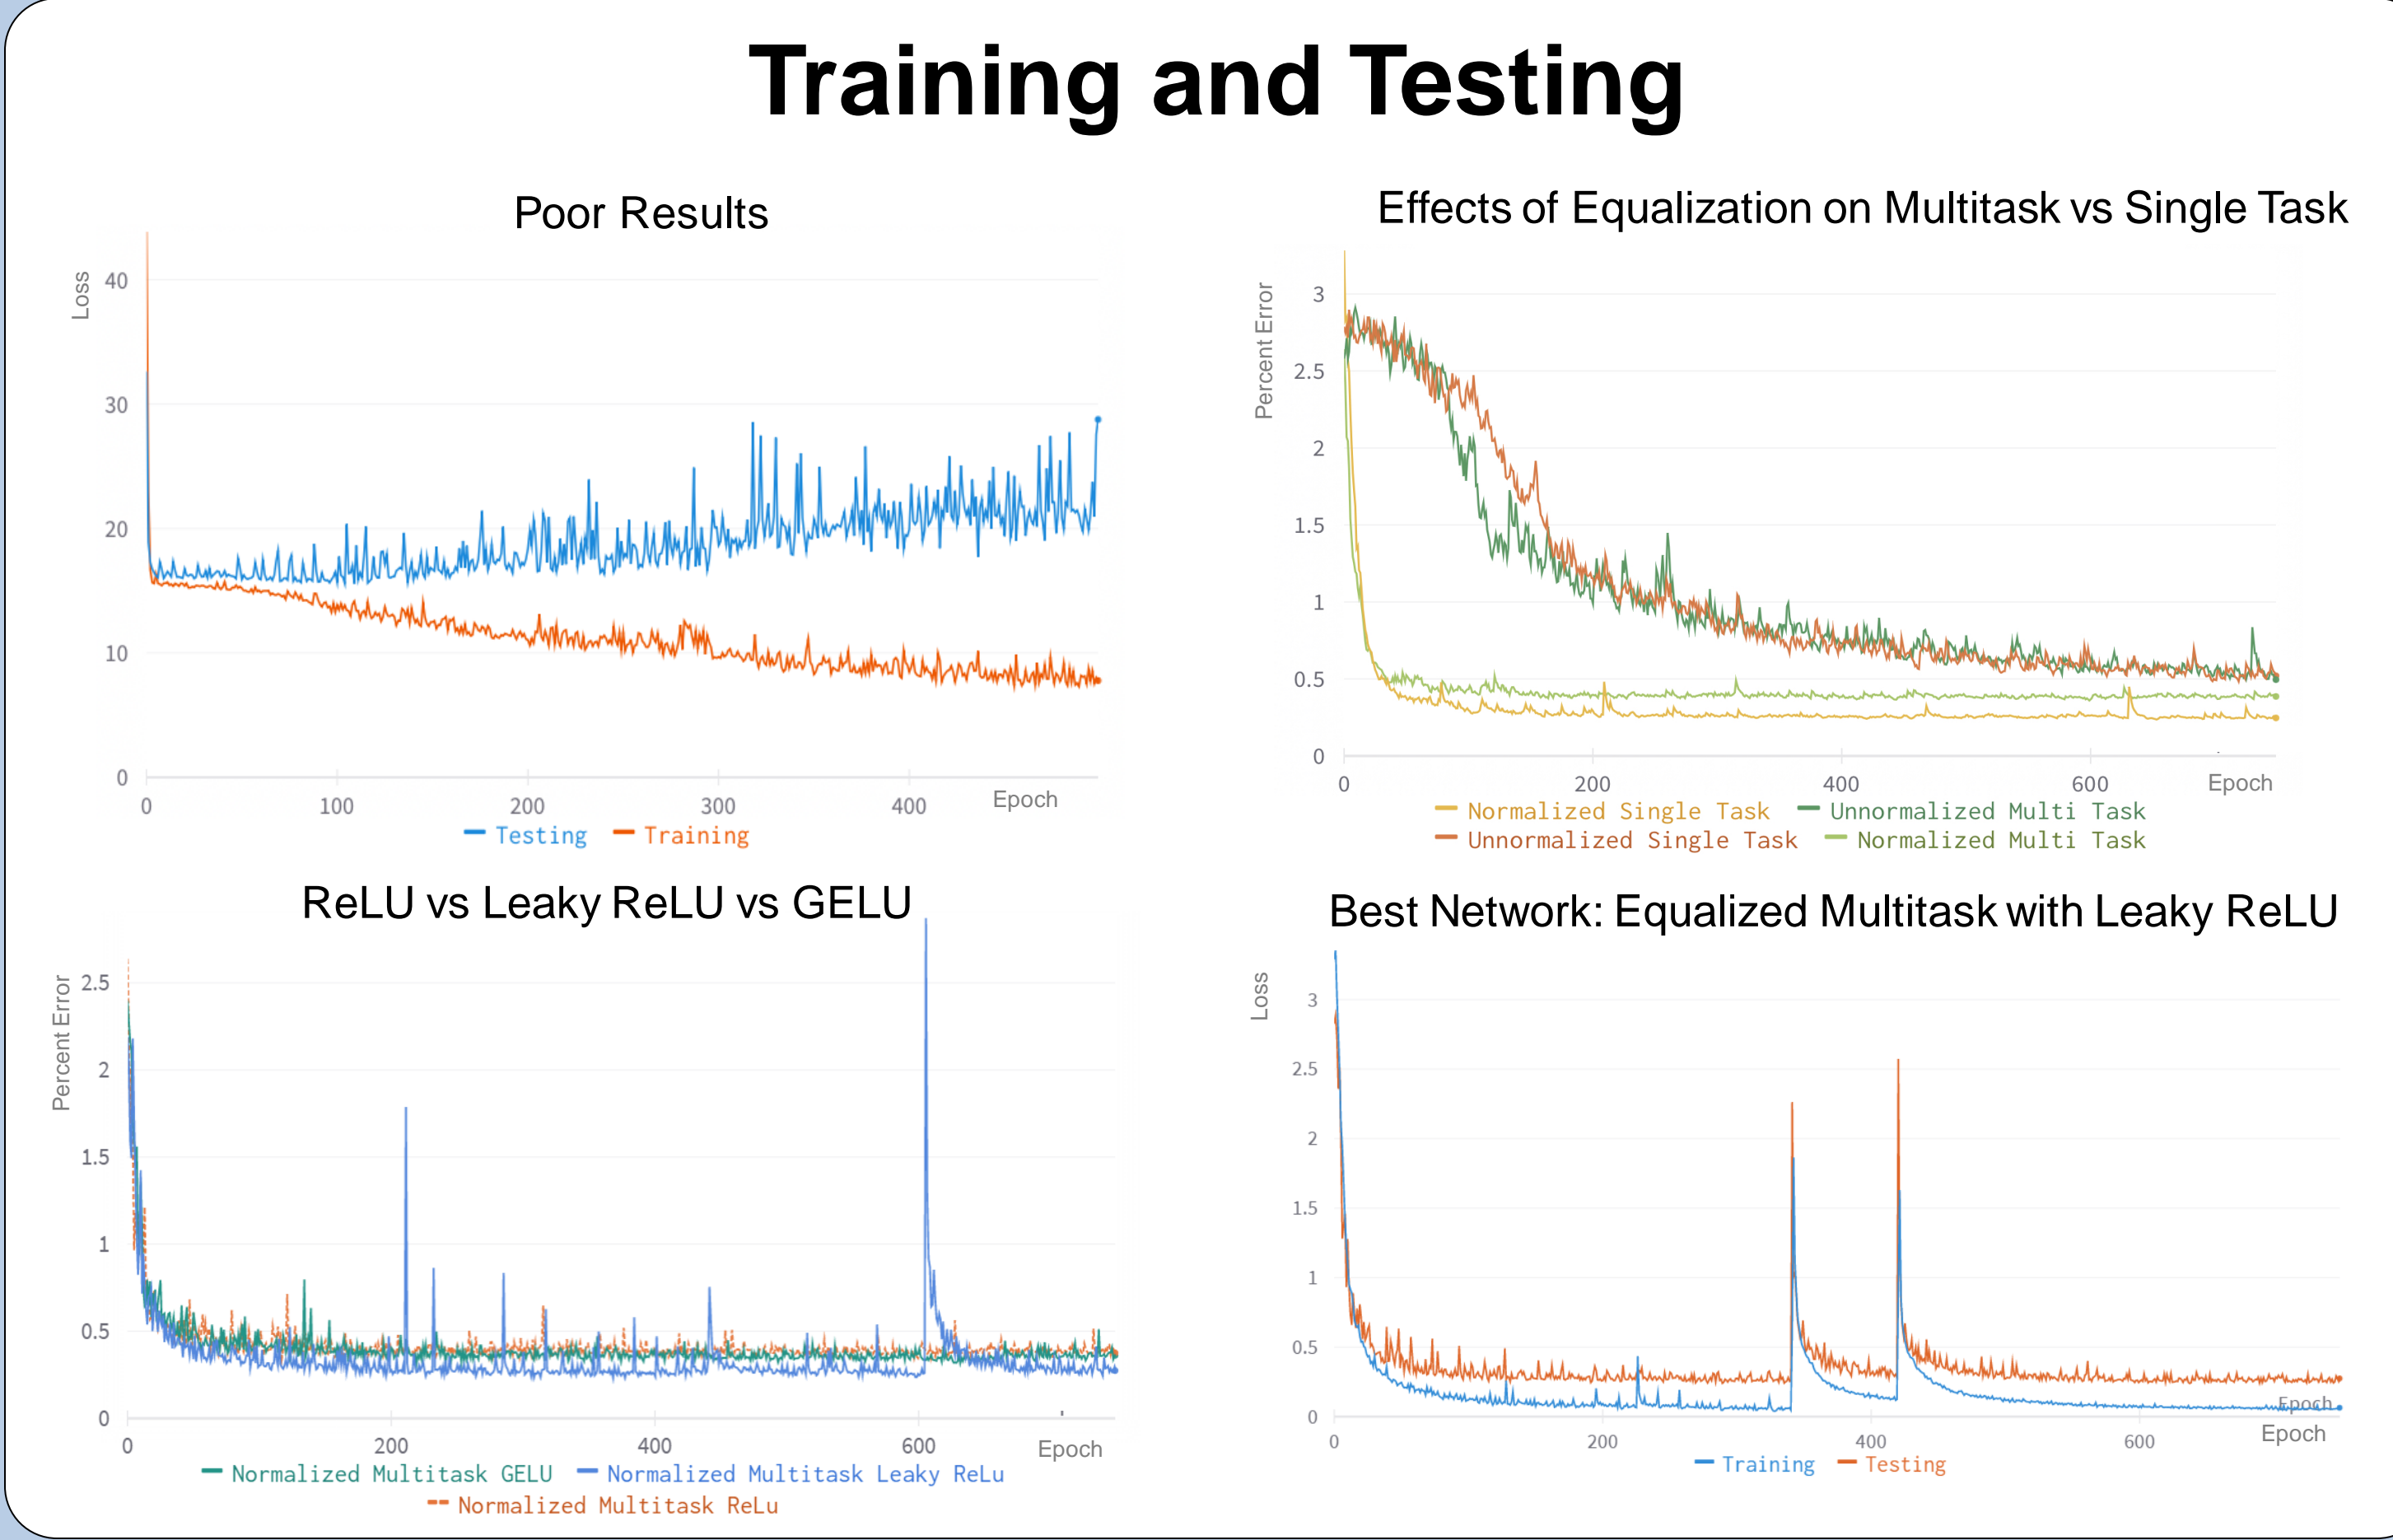 Training and Testing
Poor Results
Loss
40
30
20
10
0
0 100 200 300 400 Epoch
Testing Training
Effects of Equalization on Multitask vs Single Task
Percent Error
3
2.5
2
1.5
1
0.5
0
0 200 400 600 Epoch
Normalized Single Task Unnormalized Multi Task
Unnormalized Single Task Normalized Multi Task
ReLU vs Leaky ReLU vs GELU
Percent Error
2.5
2
1.5
1
0.5
0
0 200 400 600 Epoch
Normalized Multitask GELU Normalized Multitask Leaky ReLu
Normalized Multitask ReLu
Best Network: Equalized Multitask with Leaky ReLU
Loss
3
2.5
2
1.5
1
0.5
0
Epoch
0 200 400 600 Epoch
Training Testing